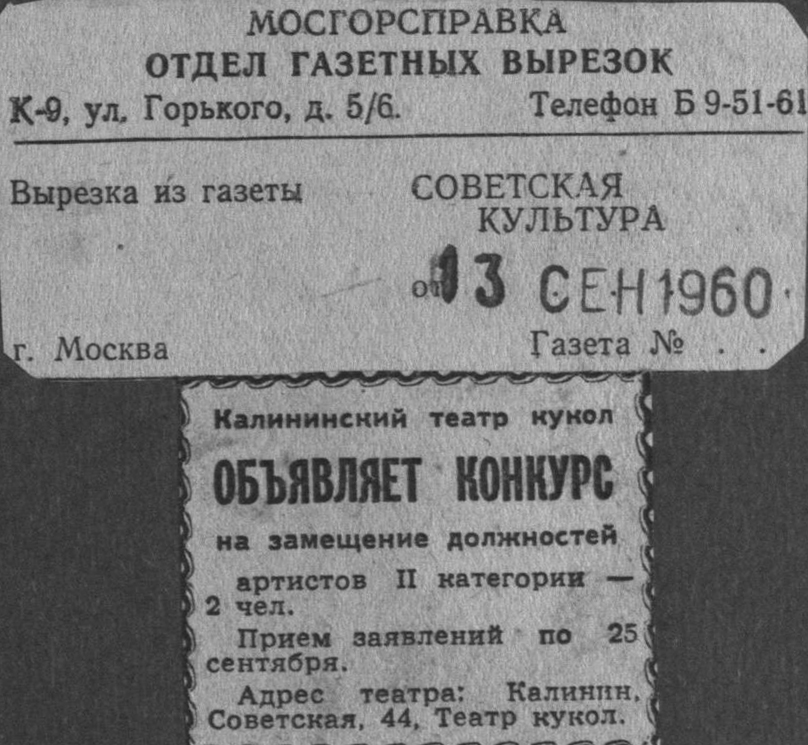 МОСГОРСПРАВКА
ОТДЕЛ ГАЗЕТНЫХ ВЫРЕЗОК
К-9, ул. Горького, д. 5/6. Телефон Б 9-51-61
Вырезка из газеты СОВЕТСКАЯ
КУЛЬТУРА
от 13 СЕН 1960
г. Москва Газета № . .
Калининский театр кукол
ОБЪЯВЛЯЕТ КОНКУРС
на замещение должностей
артистов II категории —
2 чел.
Прием заявлений по 25
сентября.
Адрес театра: Калинин,
Советская, 44, Театр кукол.